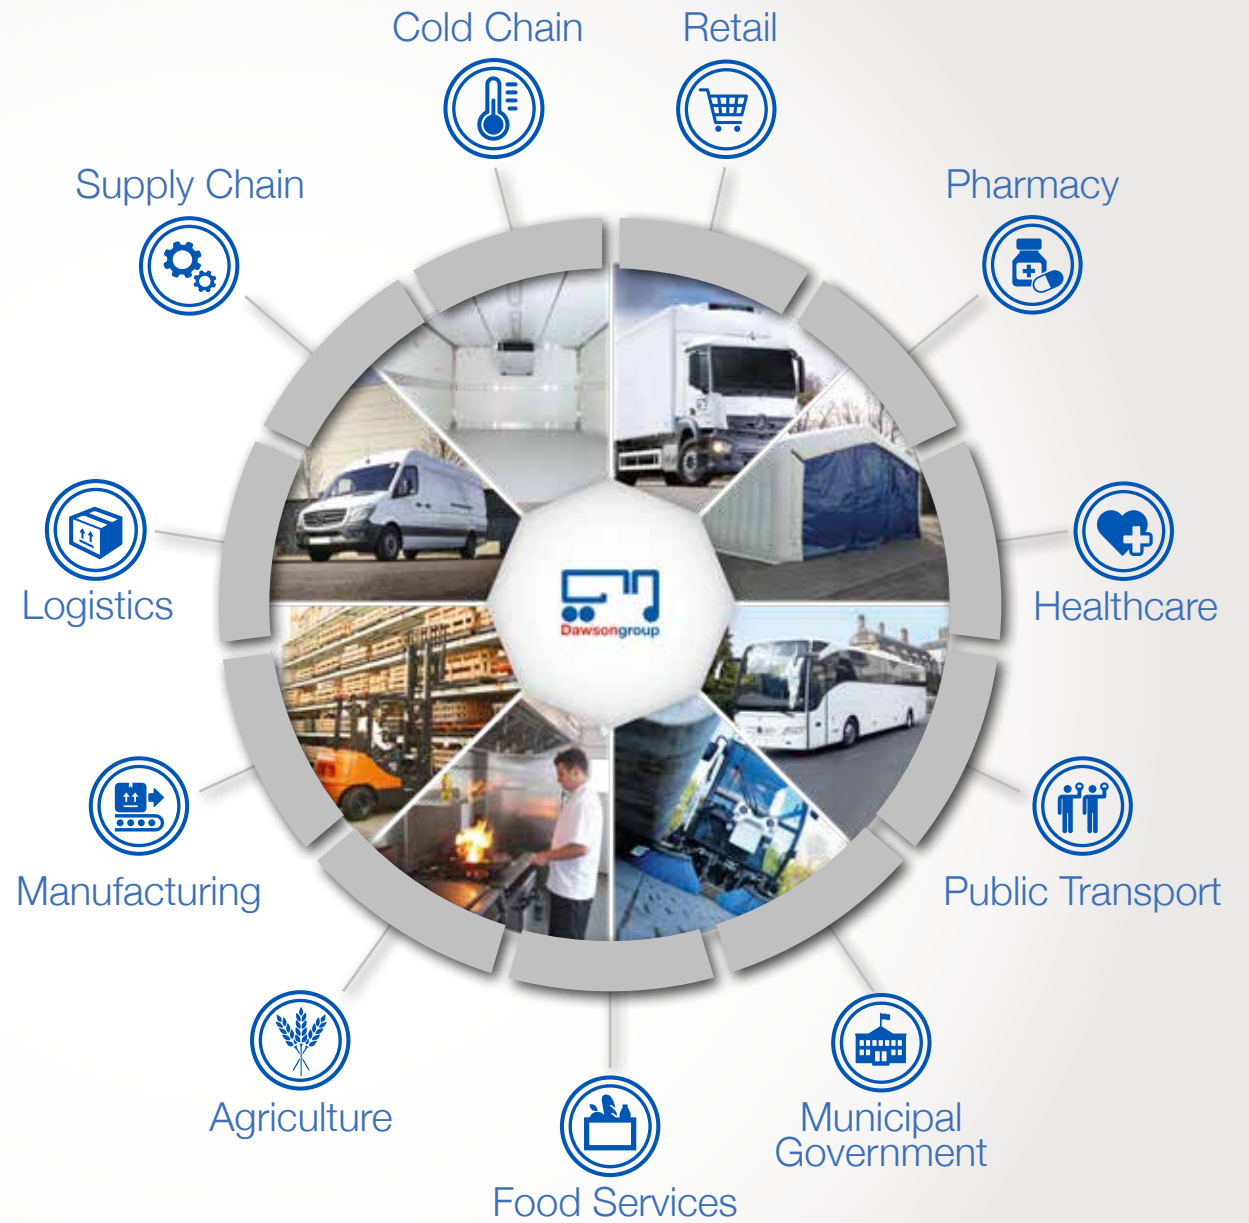 Cold Chain
Retail
Supply Chain
Pharmacy
Logistics
Healthcare
Dawsongroup
Manufacturing
Public Transport
Agriculture
Municipal
Government
Food Services